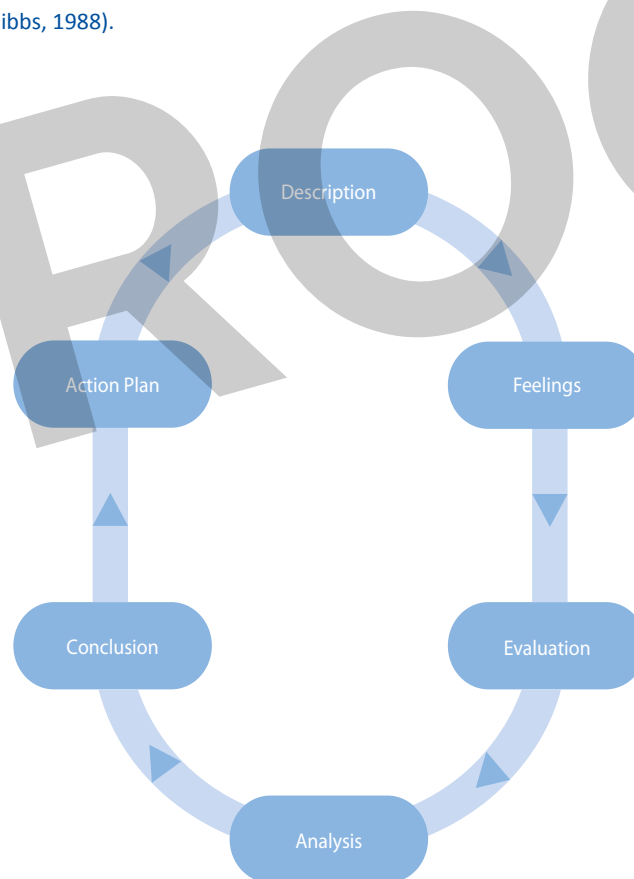 ibbs, 1988).
Description
Action Plan
Feelings
Conclusion
Evaluation
Analysis